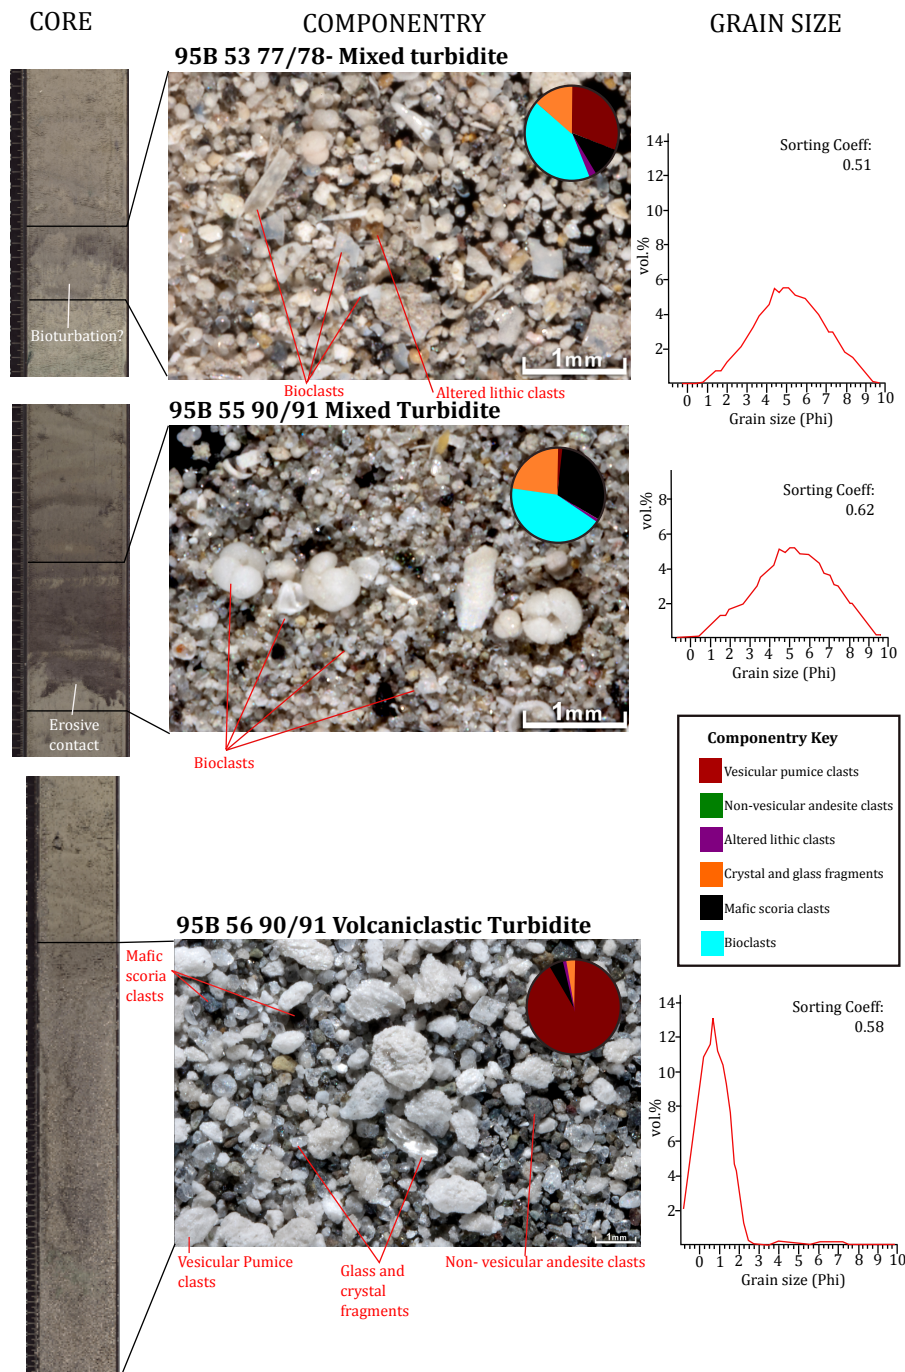 CORE
COMPONENTRY
GRAIN SIZE
95B 53 77/78- Mixed turbidite
Bioturbation?
1mm
Bioclasts
Altered lithic clasts
14
12
10
8
6
4
2
vol.%
Sorting Coeff:
0.51
0 1 2 3 4 5 6 7 8 9 10
Grain size (Phi)
95B 55 90/91 Mixed Turbidite
Erosive
contact
1mm
Bioclasts
8
6
4
2
vol.%
Sorting Coeff:
0.62
0 1 2 3 4 5 6 7 8 9 10
Grain size (Phi)
Componentry Key
Vesicular pumice clasts
Non-vesicular andesite clasts
Altered lithic clasts
Crystal and glass fragments
Mafic scoria clasts
Bioclasts
95B 56 90/91 Volcaniclastic Turbidite
Mafic
scoria
clasts
1mm
Vesicular Pumice
clasts
Glass and
crystal
fragments
Non- vesicular andesite clasts
14
12
10
8
6
4
2
vol.%
Sorting Coeff:
0.58
0 1 2 3 4 5 6 7 8 9 10
Grain size (Phi)